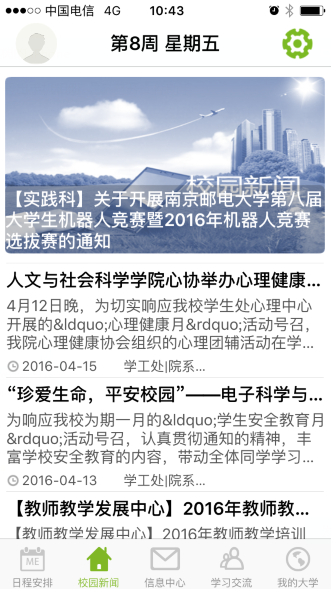 中国电信 4G 10:43
第8周 星期五
校园新闻
【实践科】关于开展南京邮电大学第八届
大学生机器人竞赛暨2016年机器人竞赛
选拔赛的通知
人文与社会科学学院心协举办心理健康...
4月12日晚，为切实响应我校学生处心理中心
开展的&ldquo;心理健康月&rdquo;活动号召，
我院心理健康协会组织的心理团辅活动在学...
2016-04-15 学工处|院系...
“珍爱生命，平安校园”——电子科学与...
为响应我校为期一月的&ldquo;学生安全教育月
&rdquo;活动号召，认真贯彻通知的精神，丰
富学校安全教育的内容，带动全体同学学习...
2016-04-13 学工处|院系...
【教师教学发展中心】2016年教师教...
【教师教学发展中心】2016年教师教学培训
ME
日程安排 校园新闻 信息中心 学习交流 我的大学